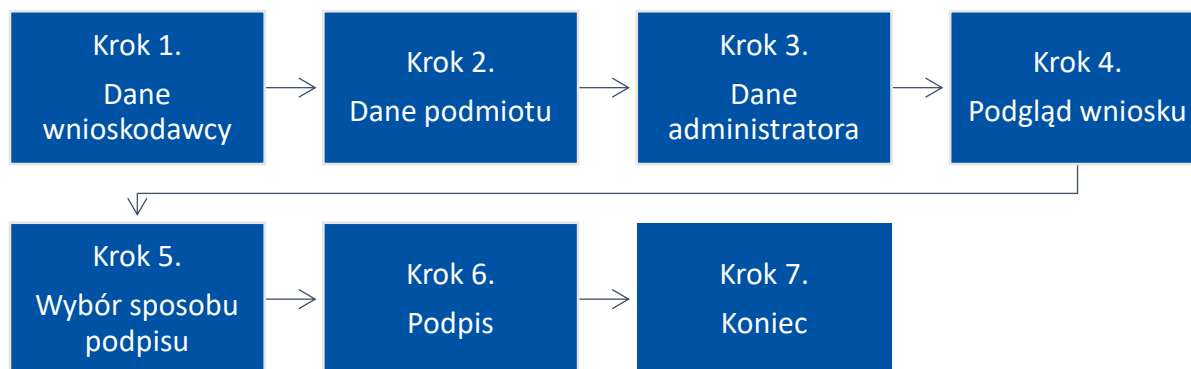 Krok 1.
Dane
wnioskodawcy
Krok 2.
Dane podmiotu
Krok 3.
Dane
administratora
Krok 4.
Podgląd wniosku
Krok 5.
Wybór sposobu
podpisu
Krok 6.
Podpis
Krok 7.
Koniec